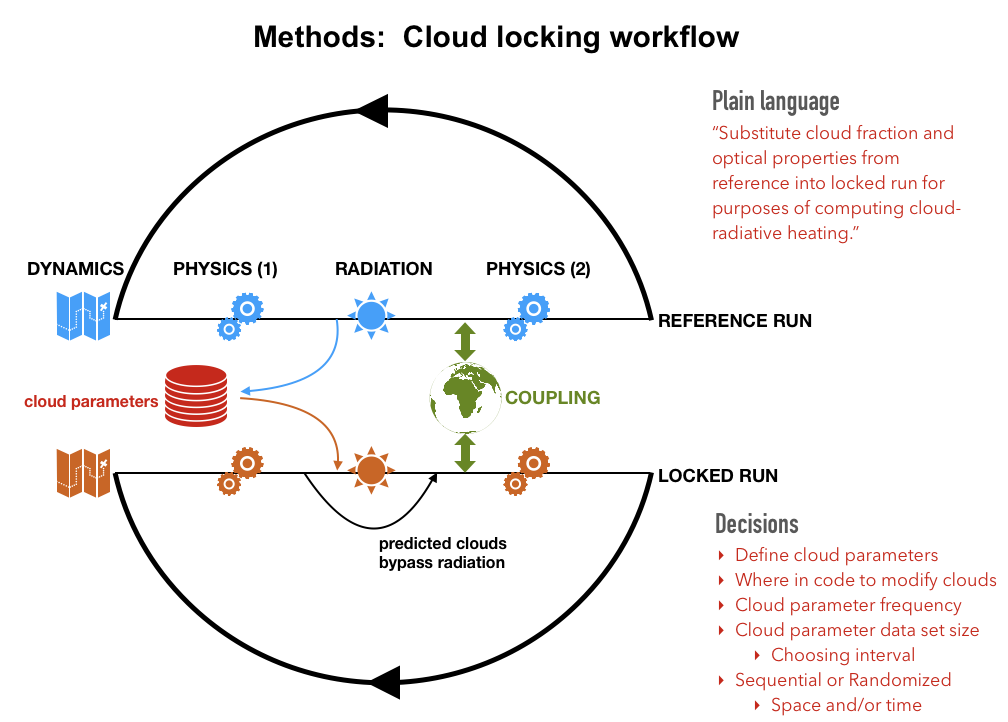 Methods:  Cloud locking workflow
Plain language
”Substitute cloud fraction and
optical properties from
reference into locked run for
purposes of computing cloud-
radiative heating.”
DYNAMICS
PHYSICS (1)
RADIATION
PHYSICS (2)
REFERENCE RUN
cloud parameters
COUPLING
LOCKED RUN
predicted clouds
bypass radiation
Decisions
Define cloud parameters
Where in code to modify clouds
Cloud parameter frequency
Cloud parameter data set size
Choosing interval
Sequential or Randomized
Space and/or time